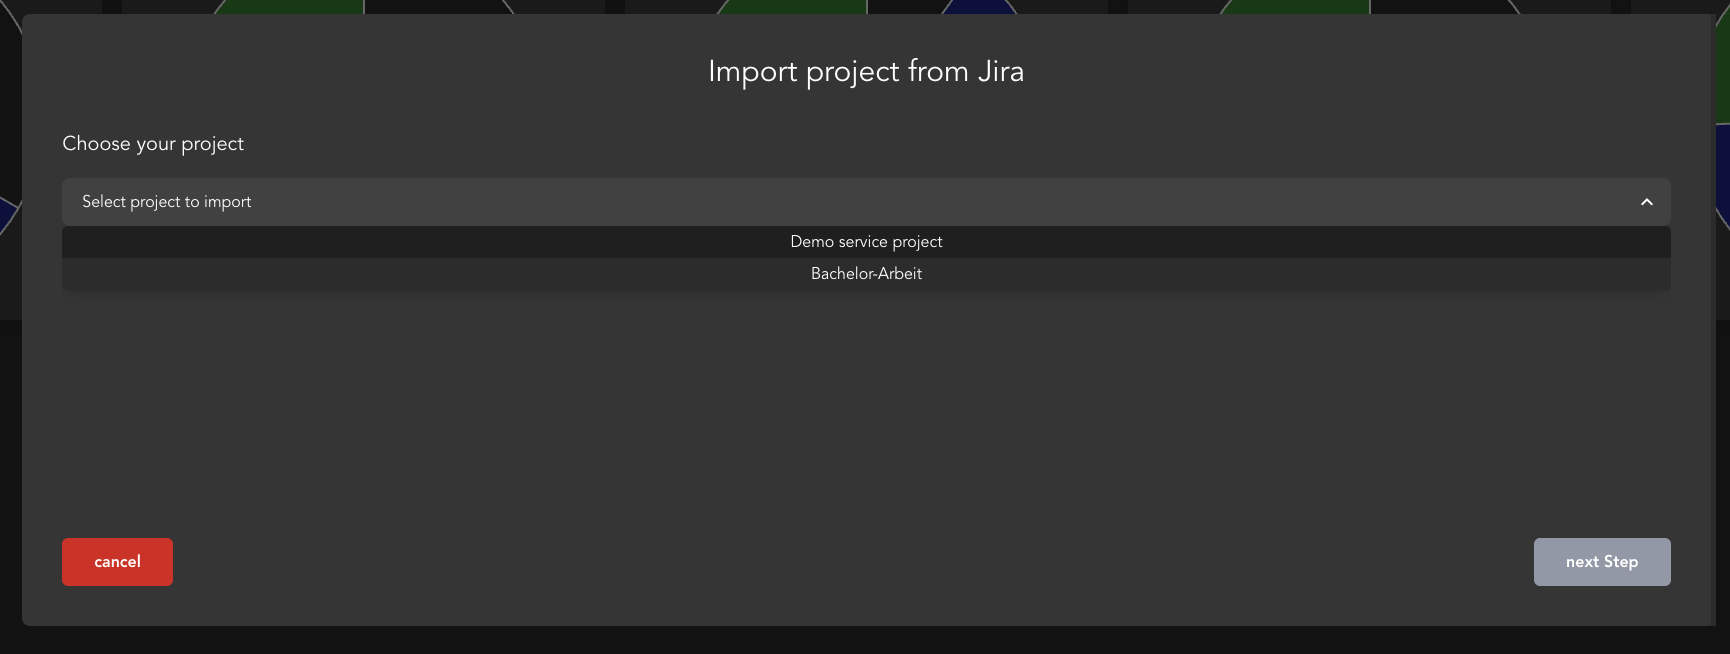 Import project from Jira
Choose your project
Select project to import
Demo service project
Bachelor-Arbeit
cancel
next Step